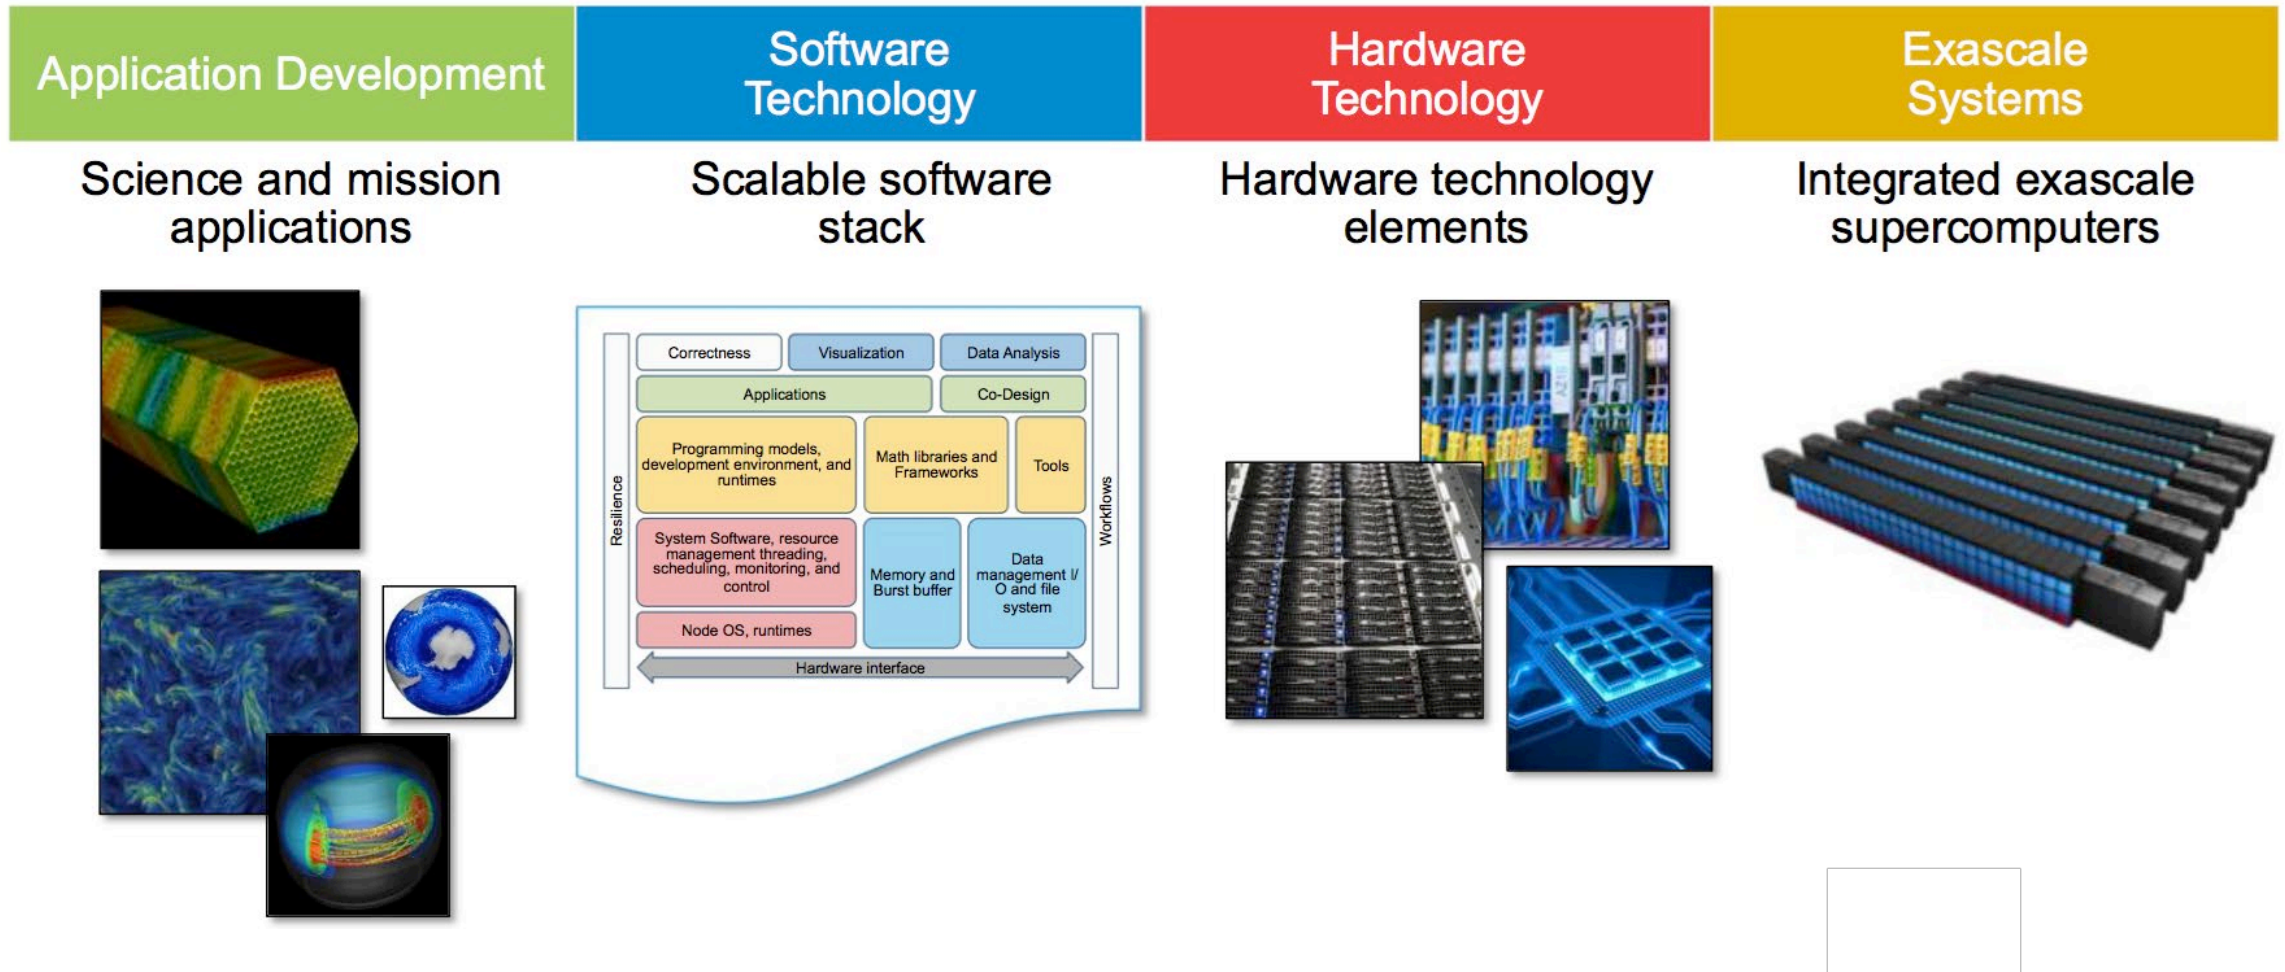 Application Development
Software
Technology
Hardware
Technology
Exascale
Systems
Science and mission
applications
Scalable software
stack
Hardware technology
elements
Integrated exascale
supercomputers
Resilience
Correctness
Visualization
Data Analysis
Applications
Co-Design
Programming models,
development environment, and
runtimes
Math libraries and
Frameworks
Tools
System Software, resource
management threading,
scheduling, monitoring, and
control
Memory and
Burst buffer
Data
management I/
O and file
system
Node OS, runtimes
Hardware interface
Workflows